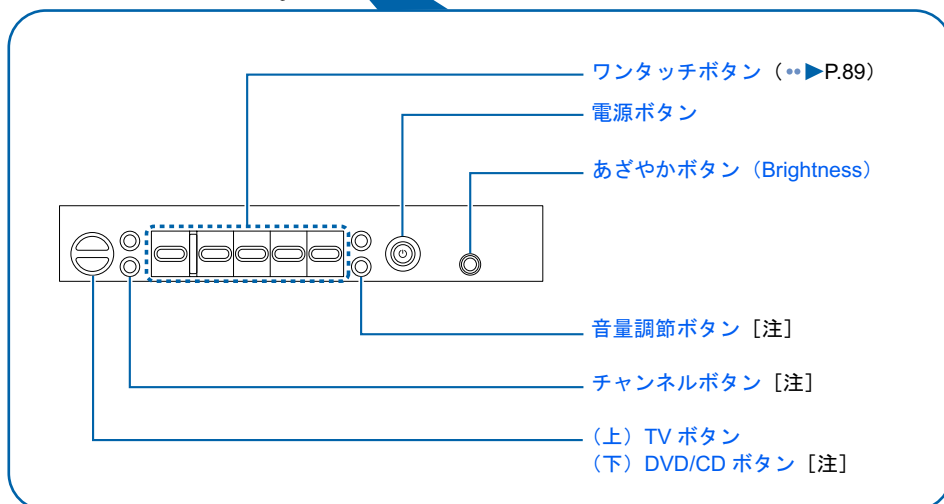 ワンタッチボタン（••▶P.89）
電源ボタン
あざやかボタン（Brightness）
音量調節ボタン［注］
チャンネルボタン［注］
（上）TV ボタン
（下）DVD/CD ボタン［注］